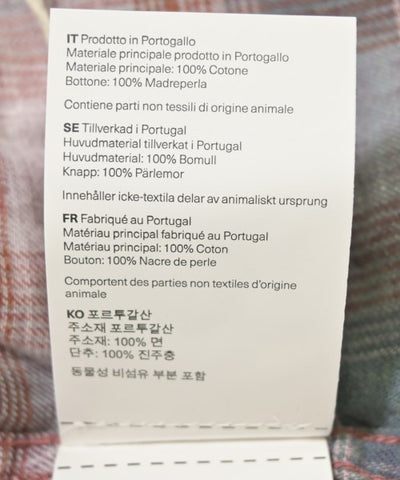 IT Prodotto in Portogallo
Materiale principale prodotto in Portogallo
Materiale principale: 100% Cotone
Bottone: 100% Madreperla
Contiene parti non tessili di origine animale
SE Tillverkad i Portugal
Huvudmaterial tillverkat i Portugal
Huvudmaterial: 100% Bomull
Knapp: 100% Pärlemor
Innehåller icke-textila delar av animaliskt ursprung
FR Fabriqué au Portugal
Matériau principal fabriqué au Portugal
Matériau principal: 100% Coton
Bouton: 100% Nacre de perle
Comportent des parties non textiles d'origine
animale
KO 포르투갈산
주소재 포르투갈산
주소재: 100% 면
단추: 100% 진주층
동물성 비섬유 부분 포함